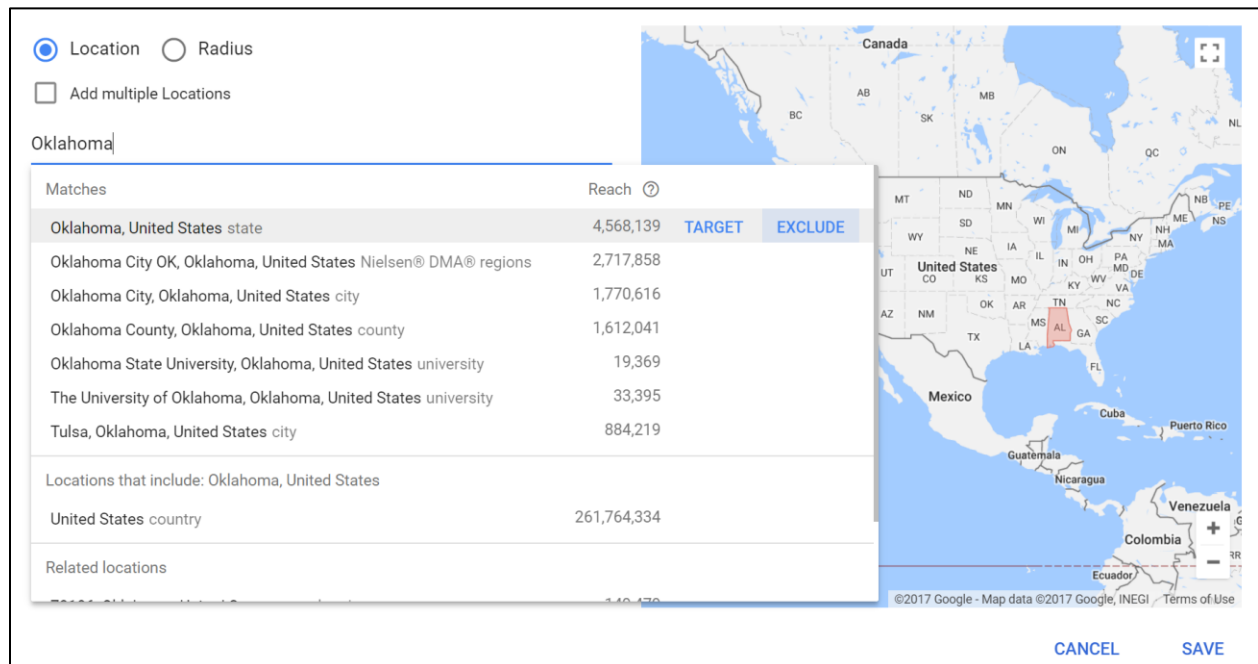 Location
Radius
Add multiple Locations
Oklahoma
Matches Reach ?
Oklahoma, United States state 4,568,139 TARGET EXCLUDE
Oklahoma City OK, Oklahoma, United States Nielsen® DMA® regions 2,717,858
Oklahoma City, Oklahoma, United States city 1,770,616
Oklahoma County, Oklahoma, United States county 1,612,041
Oklahoma State University, Oklahoma, United States university 19,369
The University of Oklahoma, Oklahoma, United States university 33,395
Tulsa, Oklahoma, United States city 884,219
Locations that include: Oklahoma, United States
United States country 261,764,334
Related locations
Canada
AB
MB
BC
SK
NL
ON
QC
MT
ND
MN
NB
PE
WI
ME
NS
SD
MI
NH
WY
NY
MA
NE
IA
IL
IN
OH
PA
MD
DE
UT
United States
CO
KS
MO
KY
WV
VA
AZ
NM
OK
AR
TN
NC
MS
AL
GA
SC
TX
LA
FL
Mexico
Cuba
Puerto Rico
Guatemala
Nicaragua
Venezuela
Colombia
Ecuador
©2017 Google - Map data ©2017 Google, INEGI Terms of Use
CANCEL SAVE